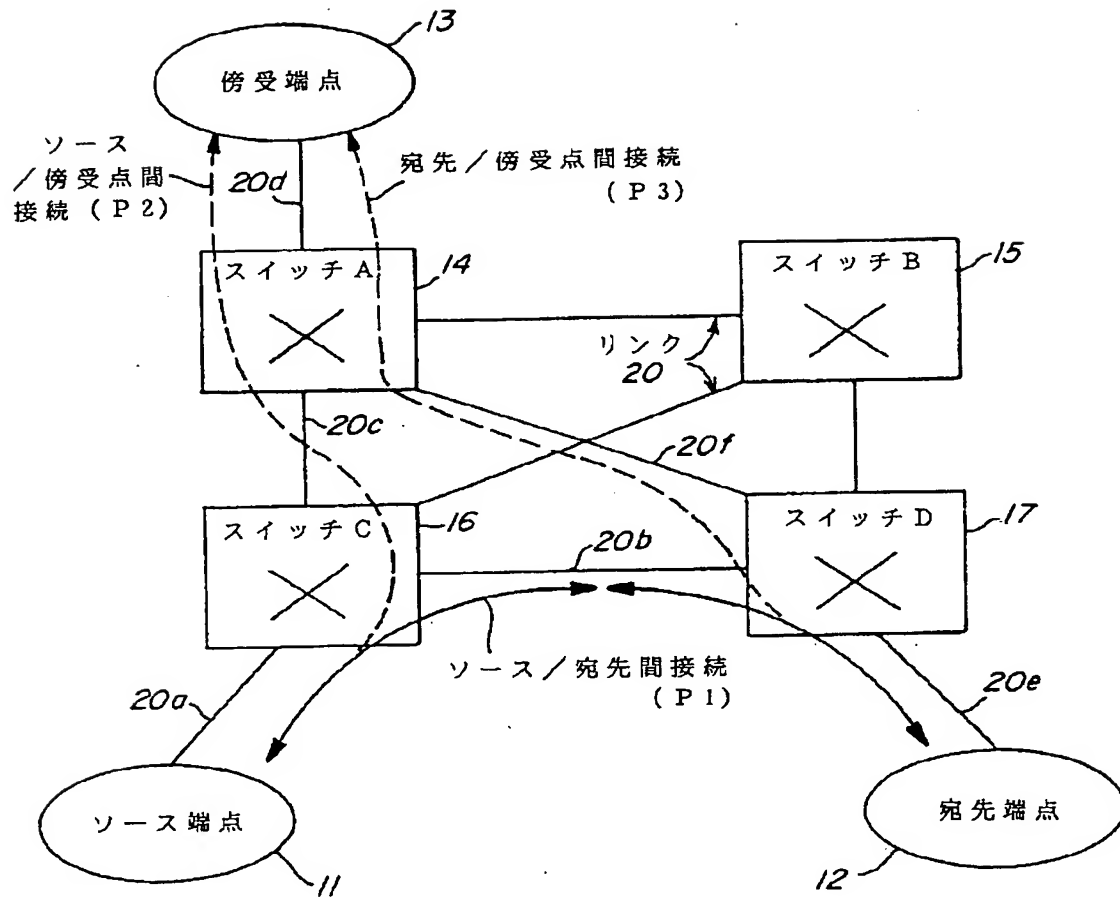 13
傍受端点
ソース
/傍受点間
接続(P2)
20d
宛先/傍受点間接続
(P3)
スイッチA
14
スイッチB
15
リンク
20
20c
20f
スイッチC
16
スイッチD
17
20b
ソース/宛先間接続
(P1)
20a
20e
ソース端点
11
宛先端点
12